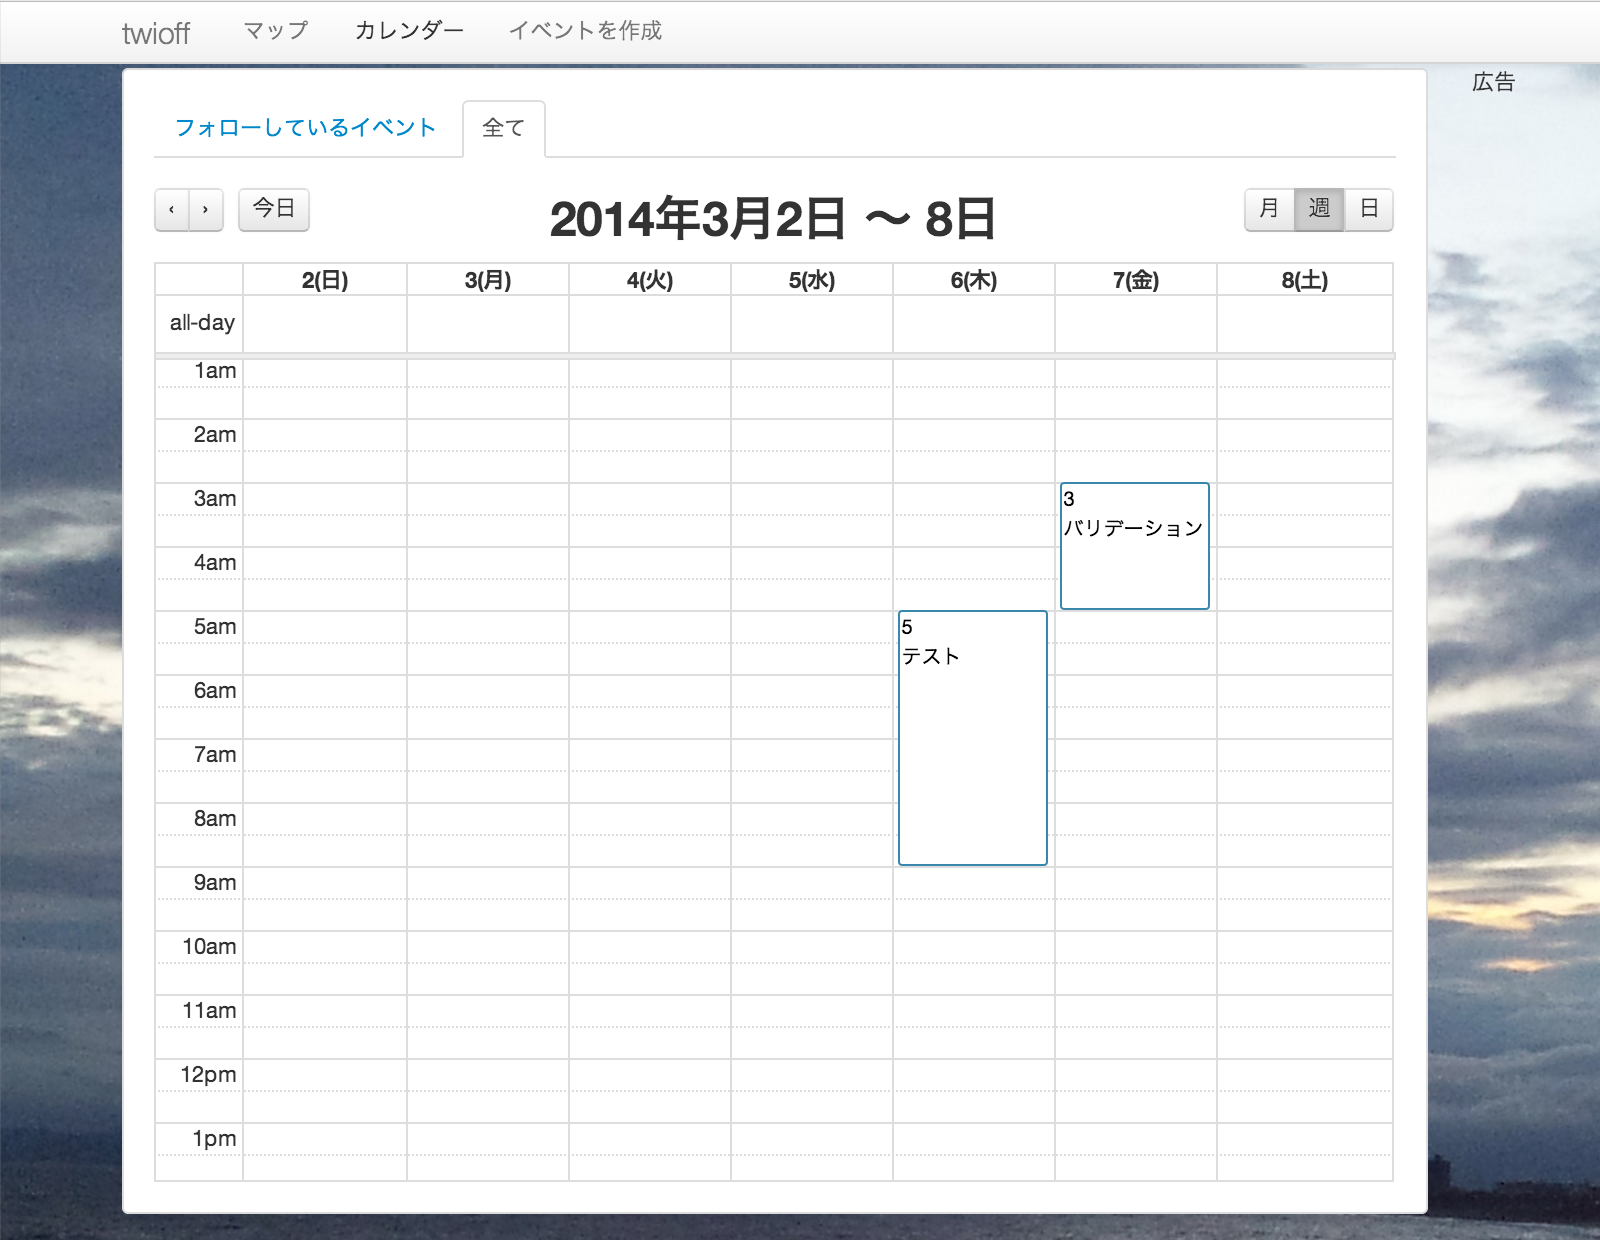 twioff マップ カレンダー イベントを作成
広告
フォローしているイベント 全て
‹ › 今日 2014年3月2日 〜 8日 月 週 日
2(日) 3(月) 4(火) 5(水) 6(木) 7(金) 8(土)
all-day
1am
2am
3am
3
バリデーション
4am
5am
5
テスト
6am
7am
8am
9am
10am
11am
12pm
1pm